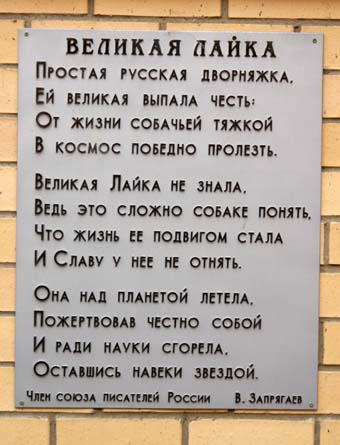 ВЕЛИКАЯ ЛАЙКА
ПРОСТАЯ РУССКАЯ ДВОРНЯЖКА,
ЕЙ ВЕЛИКАЯ ВЫПАЛА ЧЕСТЬ:
ОТ ЖИЗНИ СОБАЧЬЕЙ ТЯЖКОЙ
В КОСМОС ПОБЕДНО ПРОЛЕЗТЬ.
ВЕЛИКАЯ ЛАЙКА НЕ ЗНАЛА,
ВЕДЬ ЭТО СЛОЖНО СОБАКЕ ПОНЯТЬ,
ЧТО ЖИЗНЬ ЕЕ ПОДВИГОМ СТАЛА
И СЛАВУ У НЕЕ НЕ ОТНЯТЬ.
ОНА НАД ПЛАНЕТОЙ ЛЕТЕЛА,
ПОЖЕРТВОВАВ ЧЕСТНО СОБОЙ
И РАДИ НАУКИ СГОРЕЛА,
ОСТАВШИСЬ НАВЕКИ ЗВЕЗДОЙ.
ЧЛЕН СОЮЗА ПИСАТЕЛЕЙ РОССИИ В. ЗАПРЯГАЕВ